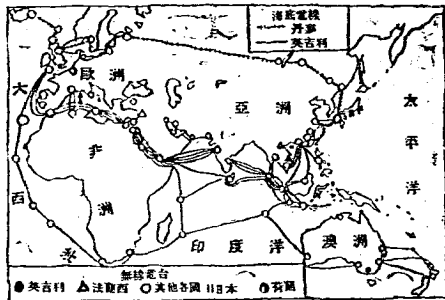 海底電線
丹麥
英吉利
歐洲
亞洲
大西洋
非洲
太平洋
印度洋
澳洲
無線電台
英吉利
法蘭西
其他各國
日本